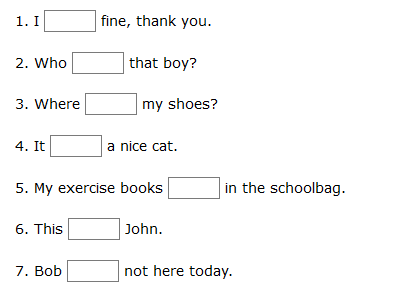 1. I fine, thank you.
2. Who that boy?
3. Where my shoes?
4. It a nice cat.
5. My exercise books in the schoolbag.
6. This John.
7. Bob not here today.